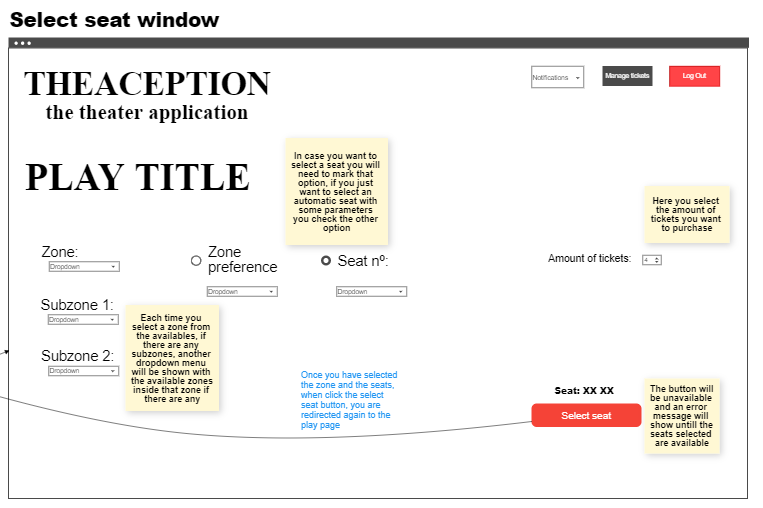 Select seat window
THEACEPTION
the theater application
Notifications
Manage tickets
Log Out
PLAY TITLE
In case you want to
select a seat you will
need to mark that
option, if you just
want to select an
automatic seat with
some parameters
you check the other
option
Here you select
the amount of
tickets you want
to purchase
Zone:
Dropdown
Zone
preference
Dropdown
Seat nº:
Dropdown
Amount of tickets:
4
Subzone 1:
Dropdown
Subzone 2:
Dropdown
Each time you
select a zone from
the availables, if
there are any
subzones, another
dropdown menu
will be shown with
the available zones
inside that zone if
there are any
Once you have selected
the zone and the seats,
when click the select
seat button, you are
redirected again to the
play page
Seat: XX XX
Select seat
The button will
be unavailable
and an error
message will
show untill the
seats selected
are available